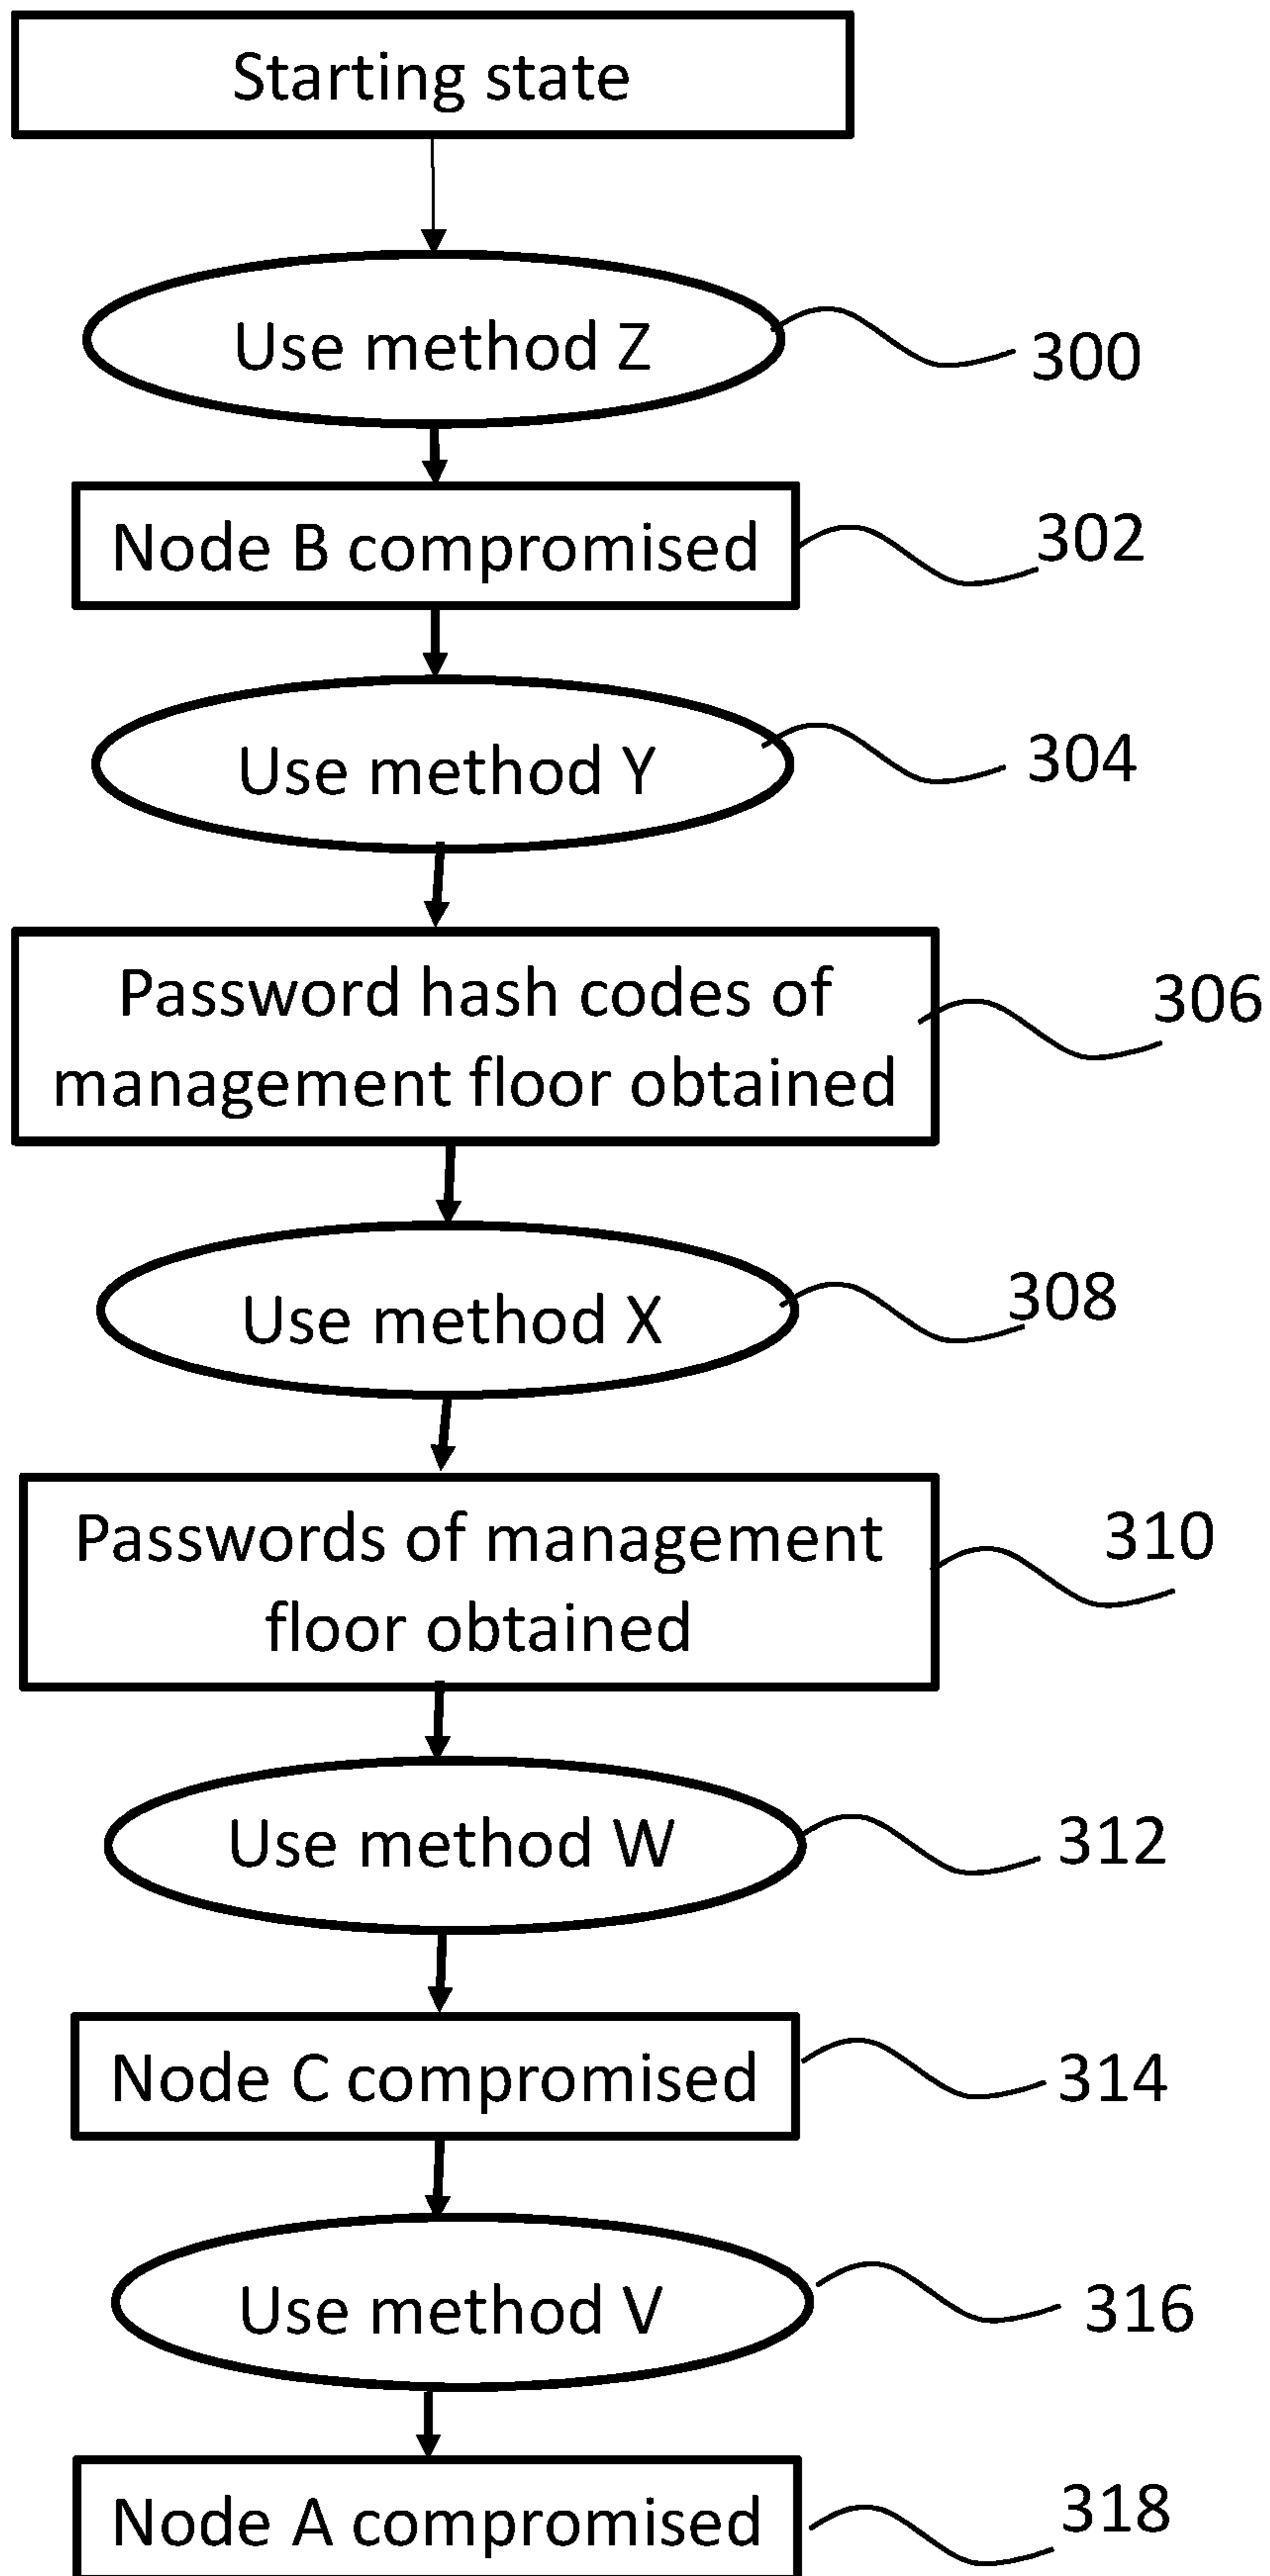 Starting state
Use method Z
300
Node B compromised
302
Use method Y
304
Password hash codes of
management floor obtained
306
Use method X
308
Passwords of management
floor obtained
310
Use method W
312
Node C compromised
314
Use method V
316
Node A compromised
318